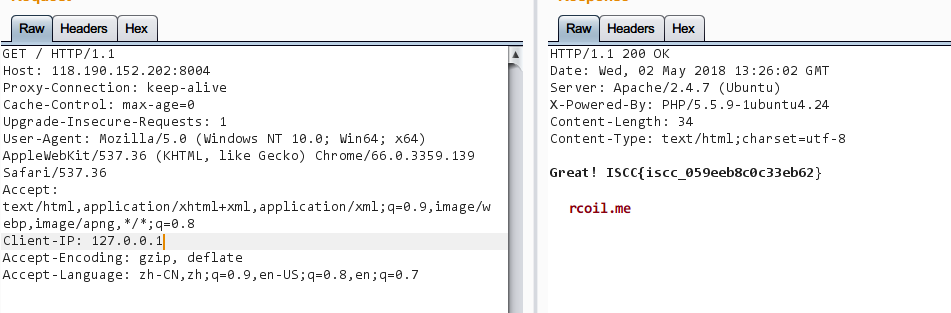 Raw Headers Hex
GET / HTTP/1.1
Host: 118.190.152.202:8004
Proxy-Connection: keep-alive
Cache-Control: max-age=0
Upgrade-Insecure-Requests: 1
User-Agent: Mozilla/5.0 (Windows NT 10.0; Win64; x64)
AppleWebKit/537.36 (KHTML, like Gecko) Chrome/66.0.3359.139
Safari/537.36
Accept:
text/html,application/xhtml+xml,application/xml;q=0.9,image/w
ebp,image/apng,*/*;q=0.8
Client-IP: 127.0.0.1
Accept-Encoding: gzip, deflate
Accept-Language: zh-CN,zh;q=0.9,en-US;q=0.8,en;q=0.7
Raw Headers Hex
HTTP/1.1 200 OK
Date: Wed, 02 May 2018 13:26:02 GMT
Server: Apache/2.4.7 (Ubuntu)
X-Powered-By: PHP/5.5.9-1ubuntu4.24
Content-Length: 34
Content-Type: text/html;charset=utf-8
Great! ISCC{iscc_059eeb8c0c33eb62}
rcoil.me